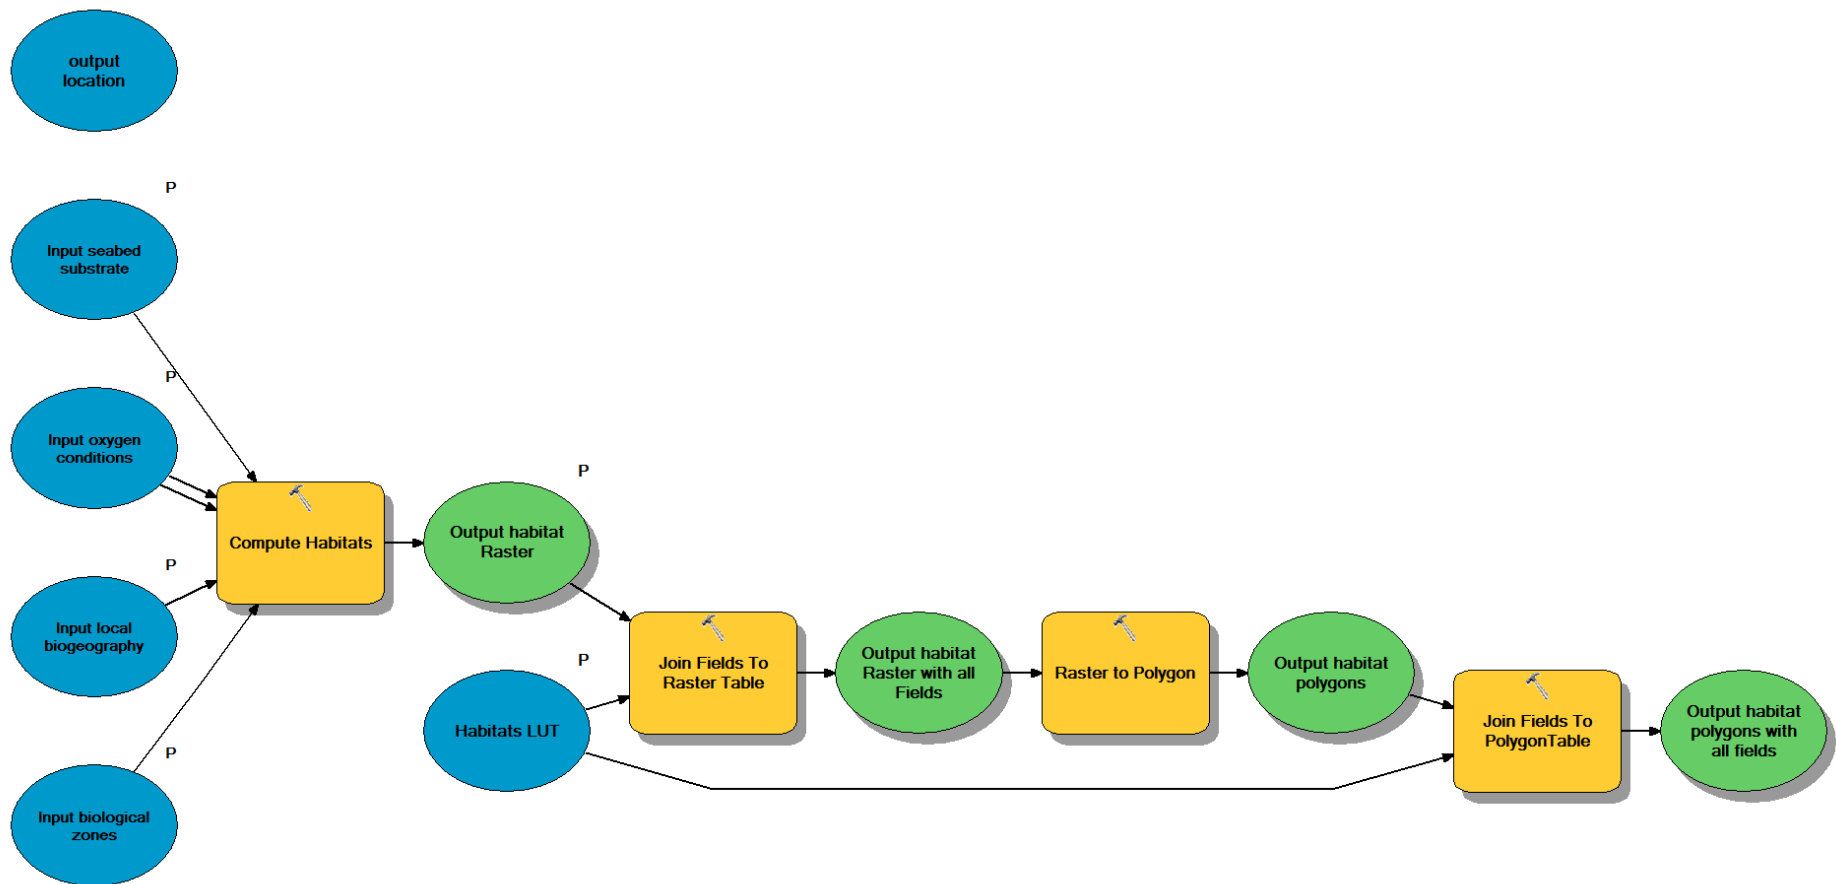 output
location
P
Input seabed
substrate
P
Input oxygen
conditions
P
Input local
biogeography
P
Input biological
zones
Compute Habitats
P
Output habitat
Raster
P
Habitats LUT
Join Fields To
Raster Table
Output habitat
Raster with all
Fields
Raster to Polygon
Output habitat
polygons
Join Fields To
PolygonTable
Output habitat
polygons with
all fields